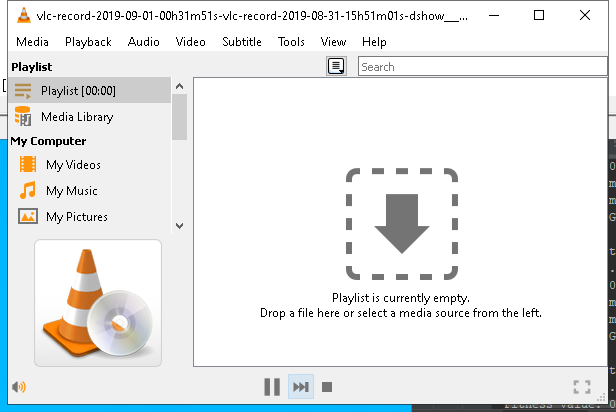 vlc-record-2019-09-01-00h31m51s-vlc-record-2019-08-31-15h51m01s-dshow__...
Media Playback Audio Video Subtitle Tools View Help
Playlist
Search
Playlist [00:00]
Media Library
My Computer
My Videos
My Music
My Pictures
Playlist is currently empty.
Drop a file here or select a media source from the left.